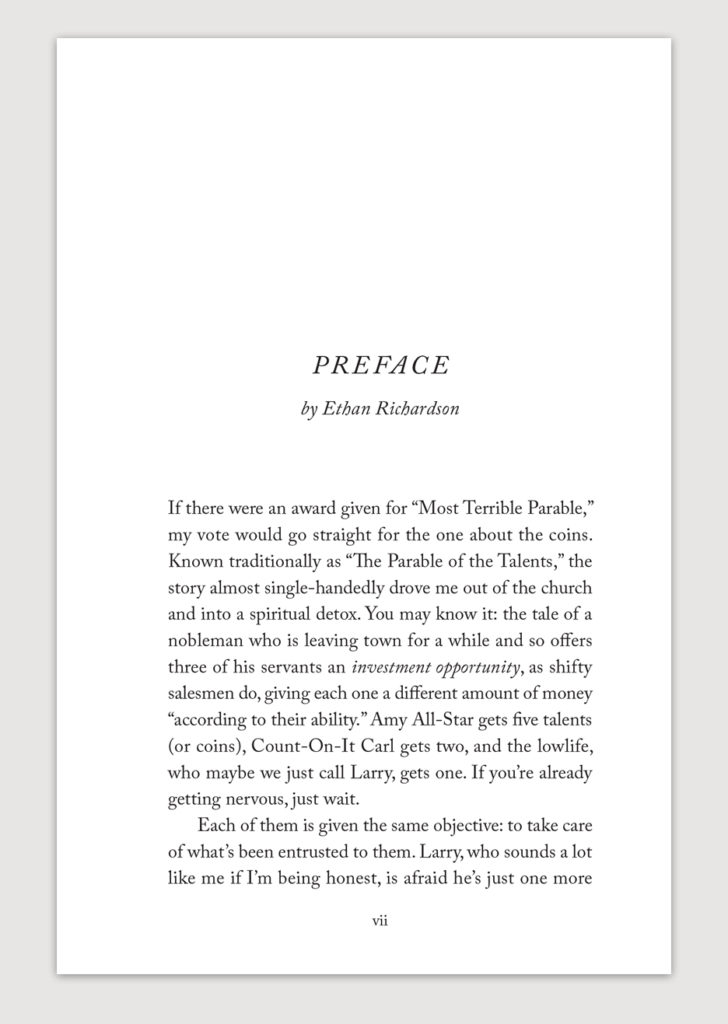 PREFACE
by Ethan Richardson
If there were an award given for “Most Terrible Parable,”
my vote would go straight for the one about the coins.
Known traditionally as “The Parable of the Talents,” the
story almost single-handedly drove me out of the church
and into a spiritual detox. You may know it: the tale of a
nobleman who is leaving town for a while and so offers
three of his servants an investment opportunity, as shifty
salesmen do, giving each one a different amount of money
“according to their ability.” Amy All-Star gets five talents
(or coins), Count-On-It Carl gets two, and the lowlife,
who maybe we just call Larry, gets one. If you’re already
getting nervous, just wait.
Each of them is given the same objective: to take care
of what’s been entrusted to them. Larry, who sounds a lot
like me if I’m being honest, is afraid he’s just one more
vii